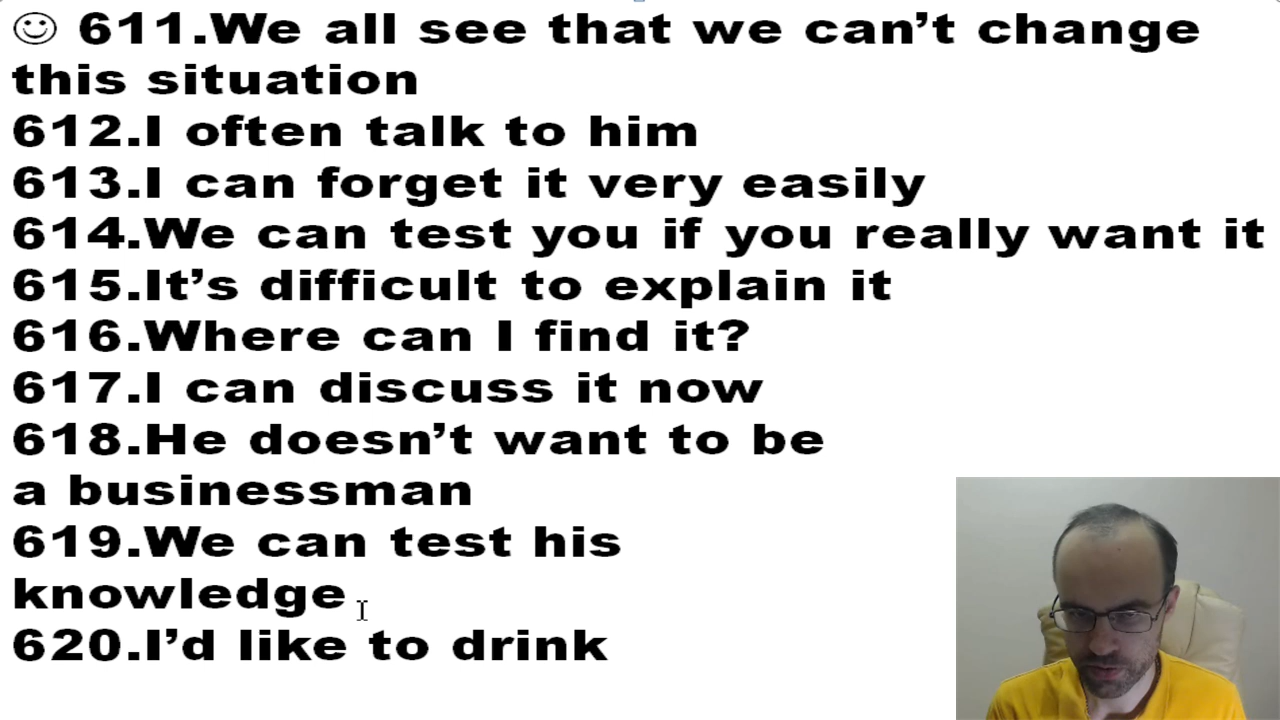 ☺ 611.We all see that we can’t change
this situation
612.I often talk to him
613.I can forget it very easily
614.We can test you if you really want it
615.It’s difficult to explain it
616.Where can I find it?
617.I can discuss it now
618.He doesn’t want to be
a businessman
619.We can test his
knowledge
620.I’d like to drink